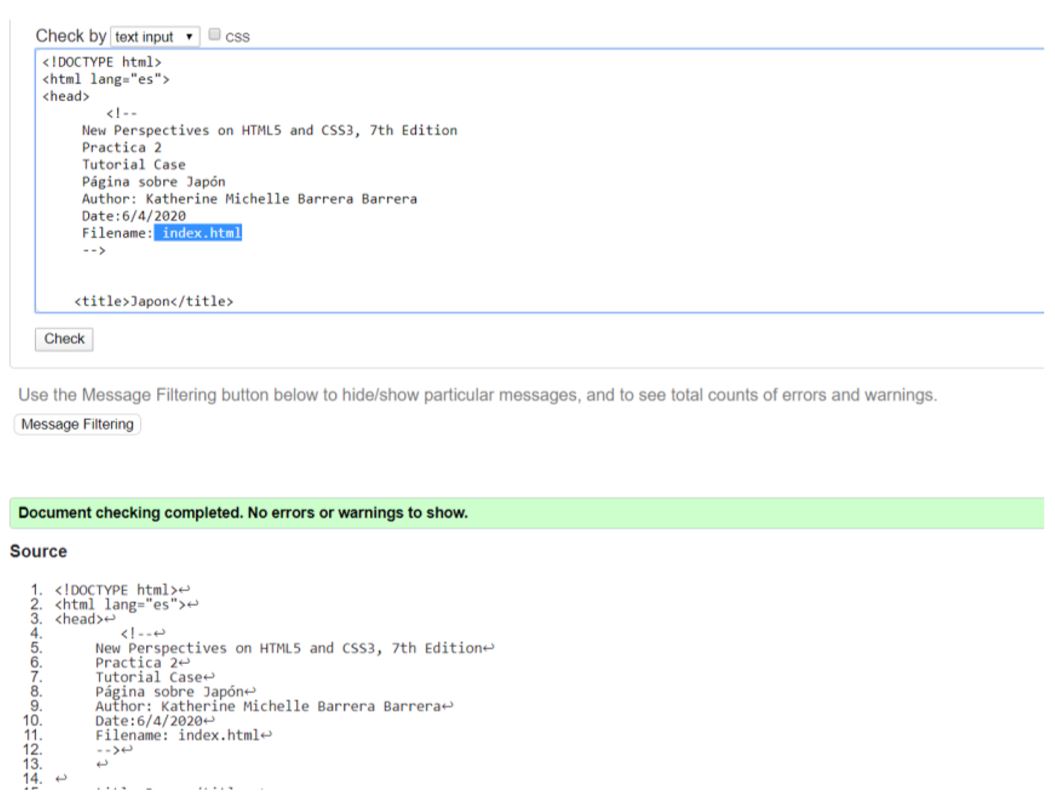 Check by text input css
<!DOCTYPE html>
<html lang="es">
<head>
<!--
New Perspectives on HTML5 and CSS3, 7th Edition
Practica 2
Tutorial Case
Página sobre Japón
Author: Katherine Michelle Barrera Barrera
Date:6/4/2020
Filename: index.html
-->
<title>Japon</title>
Check
Use the Message Filtering button below to hide/show particular messages, and to see total counts of errors and warnings.
Message Filtering
Document checking completed. No errors or warnings to show.
Source
1. <!DOCTYPE html>↩
2. <html lang="es">↩
3. <head>↩
4. <!--↩
5. New Perspectives on HTML5 and CSS3, 7th Edition↩
6. Practica 2↩
7. Tutorial Case↩
8. Página sobre Japón↩
9. Author: Katherine Michelle Barrera Barrera↩
10. Date:6/4/2020↩
11. Filename: index.html↩
12. -->↩
13. ↩
14. ↩